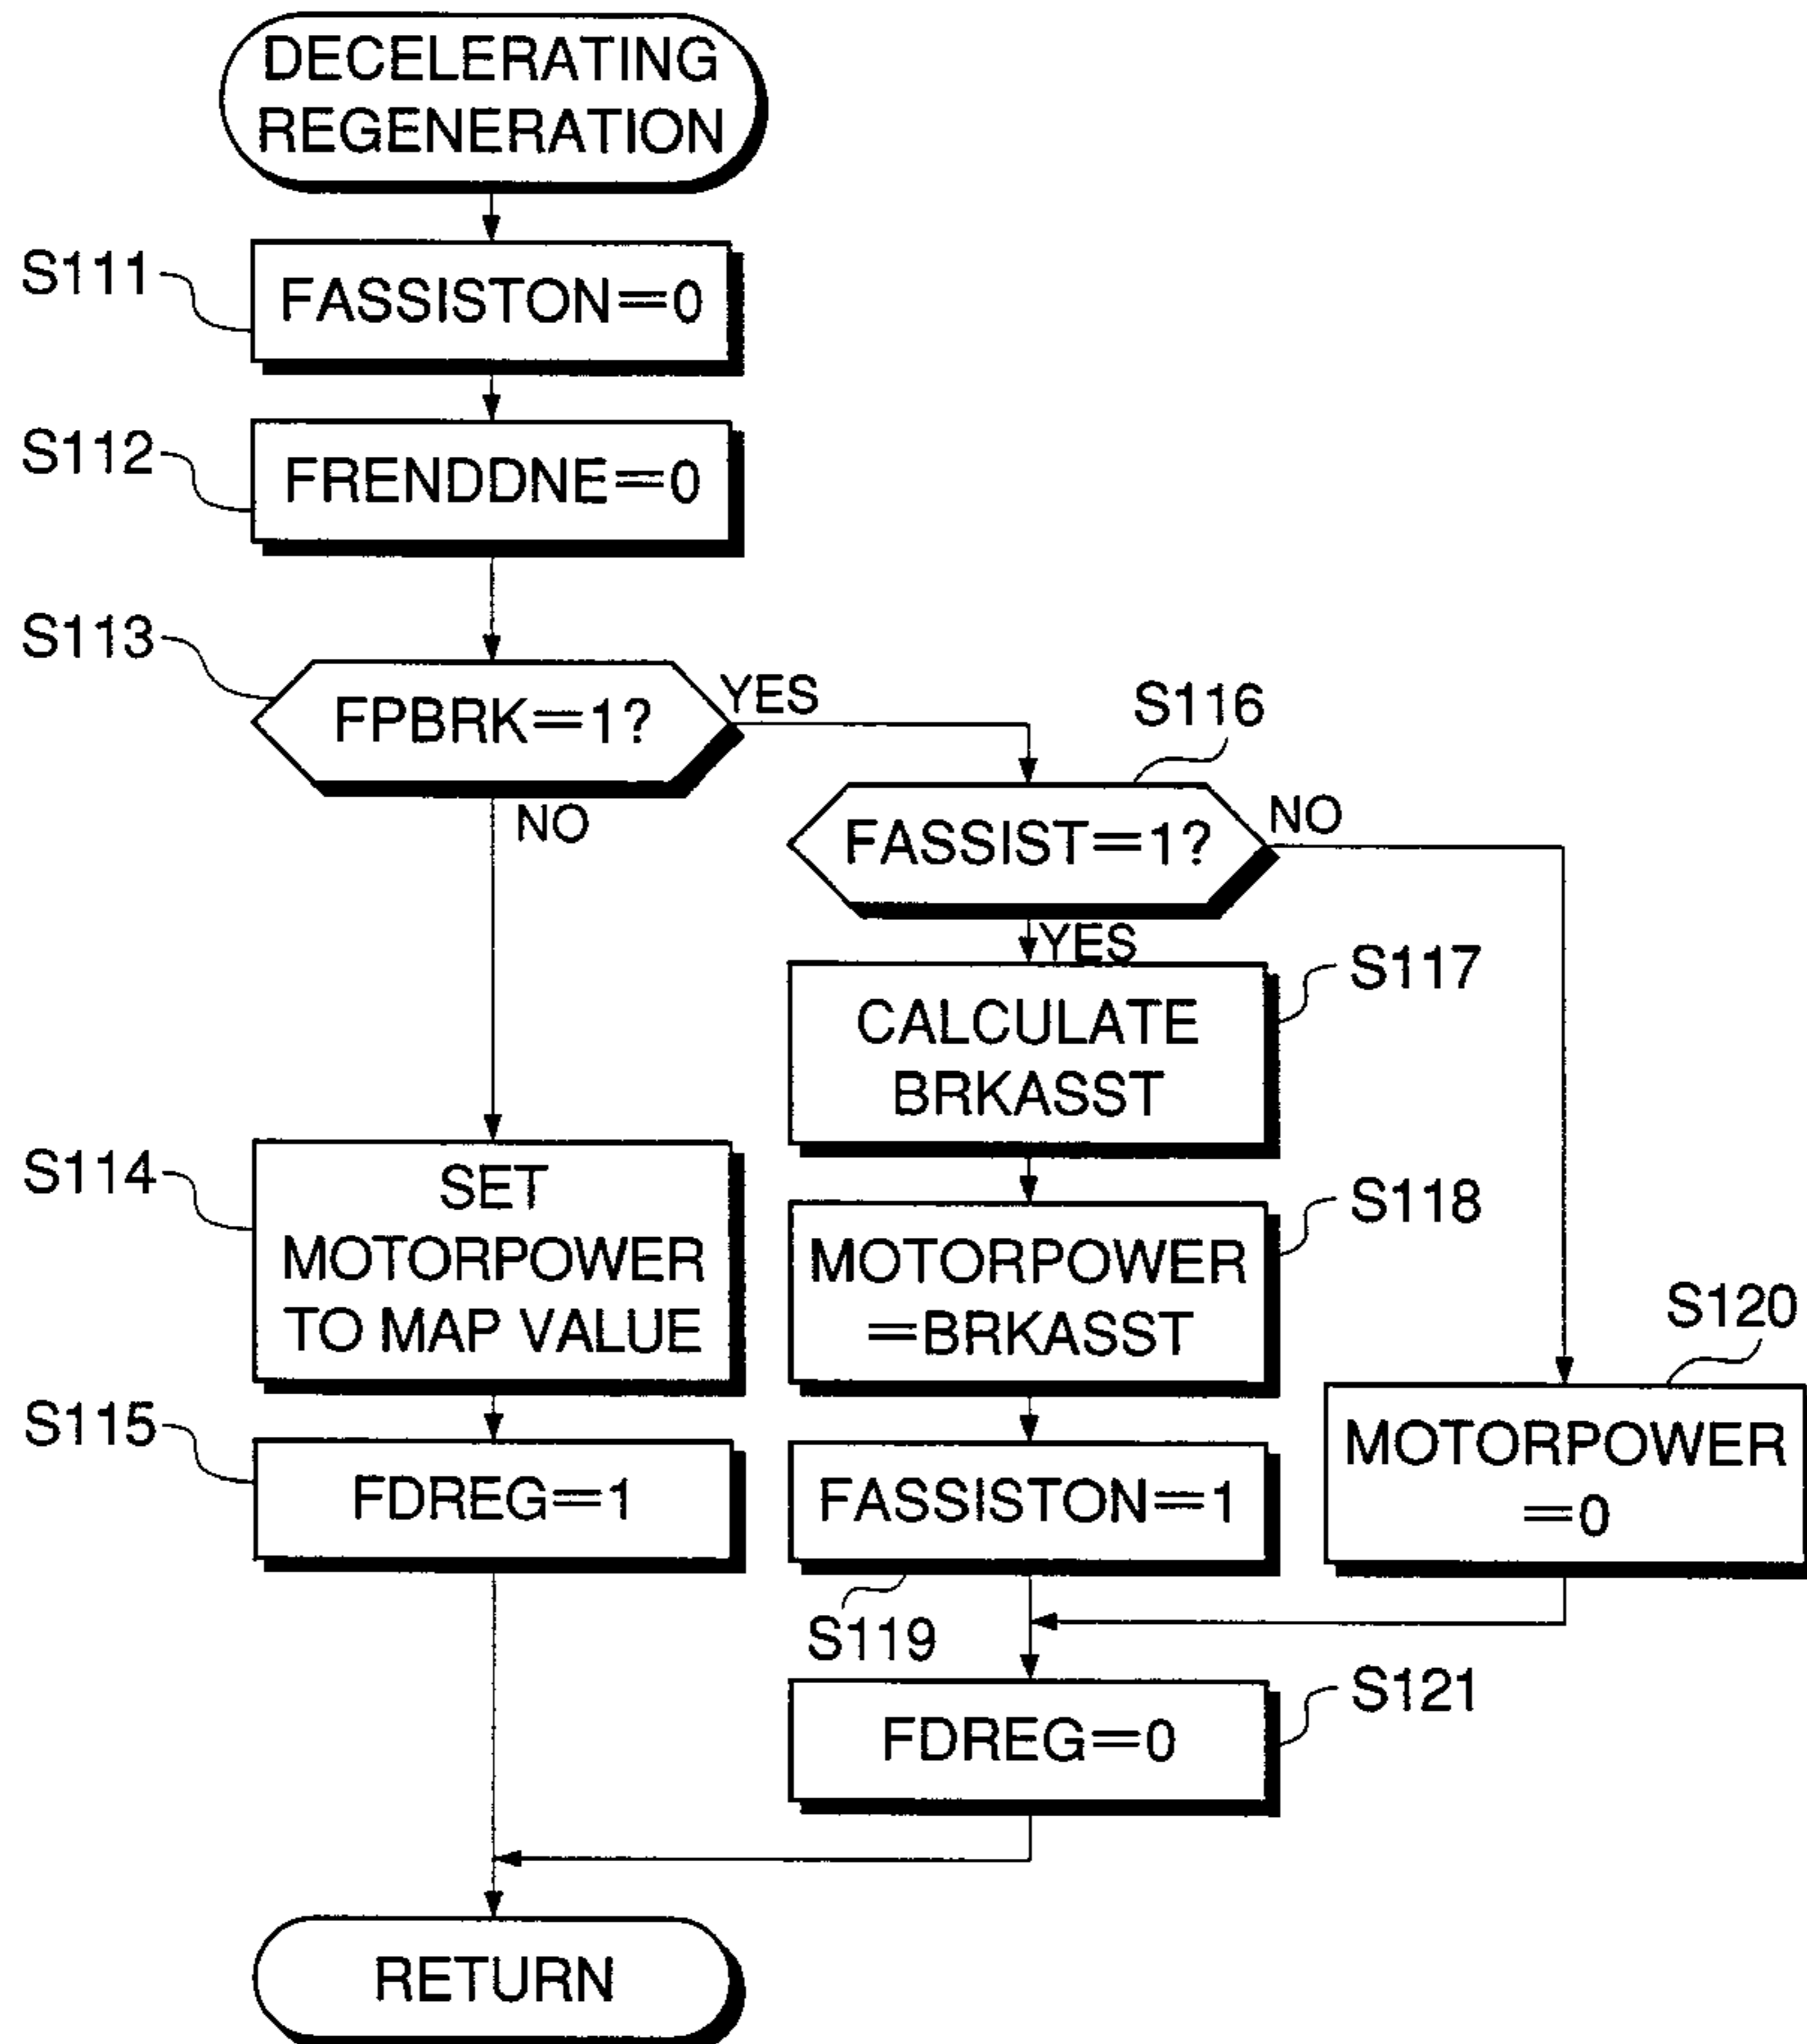 DECELERATING
REGENERATION
S111
FASSISTON=0
S112
FRENDDNE=0
S113
FPBRK=1?
YES
NO
S116
FASSIST=1?
NO
YES
S117
CALCULATE
BRKASST
S114
SET
MOTORPOWER
TO MAP VALUE
S118
MOTORPOWER
=BRKASST
S120
MOTORPOWER
=0
S115
FDREG=1
FASSISTON=1
S119
S121
FDREG=0
RETURN